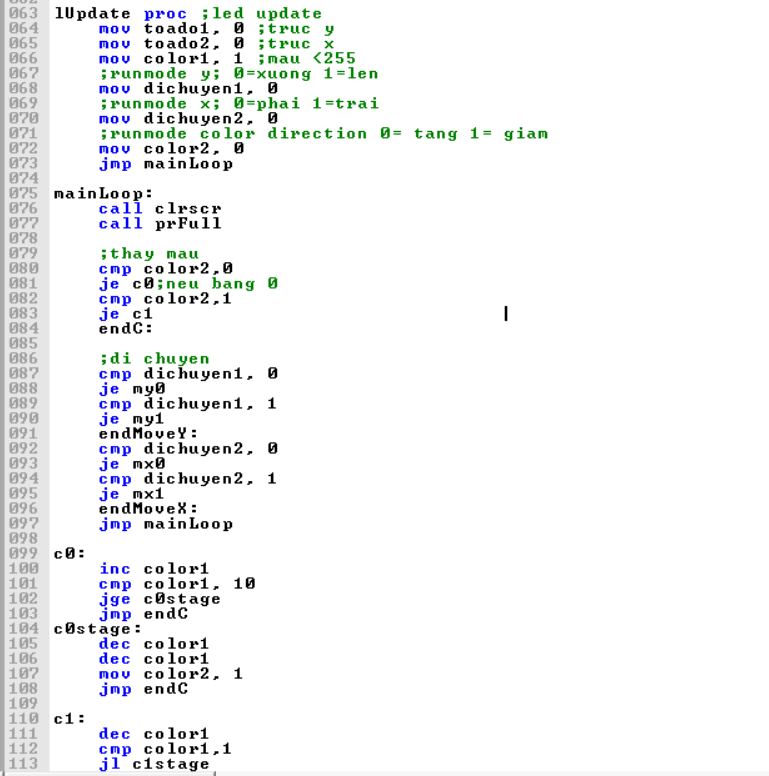 063 lUpdate proc ;led update
064 mov toado1, 0 ;truc y
065 mov toado2, 0 ;truc x
066 mov color1, 1 ;mau <255
067 ;runmode y; 0=xuong 1=len
068 mov dichuyen1, 0
069 ;runmode x; 0=phai 1=trai
070 mov dichuyen2, 0
071 ;runmode color direction 0= tang 1= giam
072 mov color2, 0
073 jmp mainLoop
074
075 mainLoop:
076 call clrscr
077 call prFull
078
079 ;thay mau
080 cmp color2,0
081 je c0;neu bang 0
082 cmp color2,1
083 je c1
084 endC:
085
086 ;di chuyen
087 cmp dichuyen1, 0
088 je my0
089 cmp dichuyen1, 1
090 je my1
091 endMoveY:
092 cmp dichuyen2, 0
093 je mx0
094 cmp dichuyen2, 1
095 je mx1
096 endMoveX:
097 jmp mainLoop
098
099 c0:
100 inc color1
101 cmp color1, 10
102 jge c0stage
103 jmp endC
104 c0stage:
105 dec color1
106 dec color1
107 mov color2, 1
108 jmp endC
109
110 c1:
111 dec color1
112 cmp color1,1
113 jl c1stage